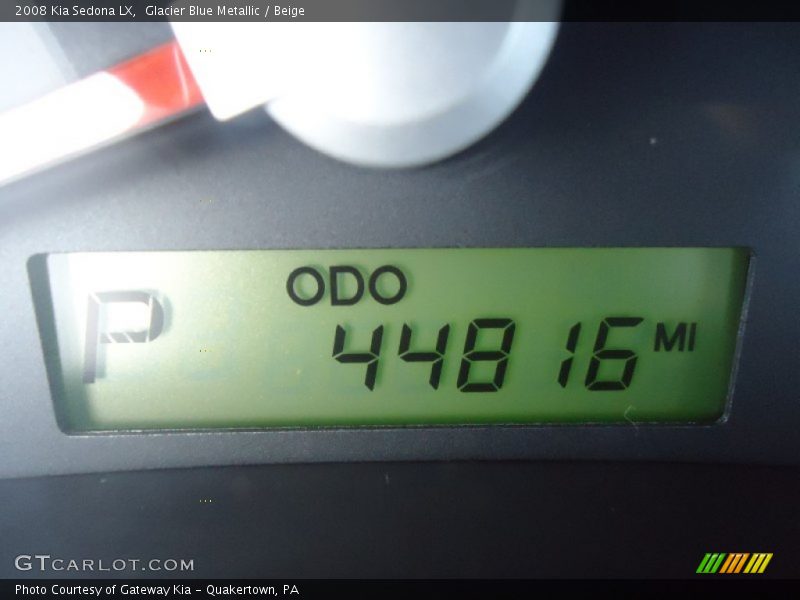 2008 Kia Sedona LX,  Glacier Blue Metallic / Beige
ODO
P
44816 MI
GTCARLOT.COM
Photo Courtesy of Gateway Kia - Quakertown, PA